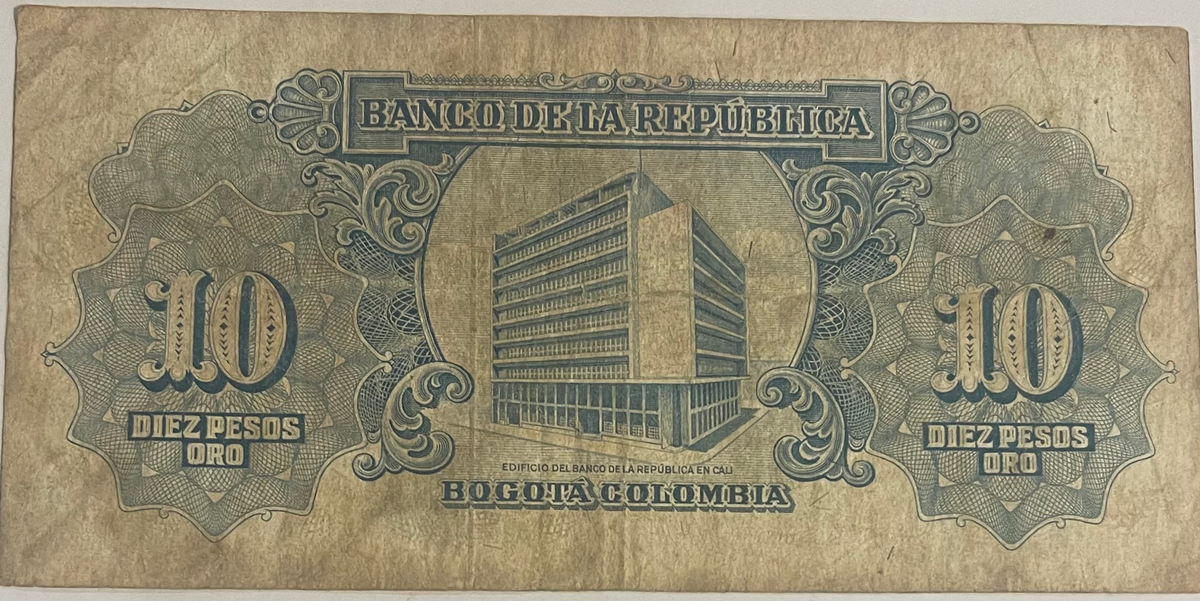 BANCO DE LA REPÚBLICA
10
DIEZ PESOS
ORO
10
DIEZ PESOS
ORO
EDIFICIO DEL BANCO DE LA REPÚBLICA EN CALI
BOGOTÁ COLOMBIA